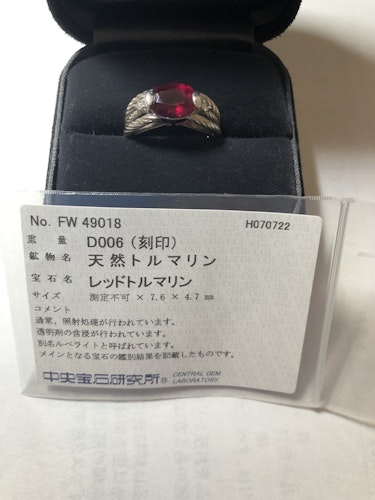 No. FW 49018
H070722
重 量 D006 (刻印)
鉱物名 天然トルマリン
宝石名 レッドトルマリン
サイズ 測定不可 × 7.6 × 4.7 mm
コメント
通常、照射処理が行われています。
透明剤の含浸が行われています。
別名ルベライトと呼ばれています。
メインとなる宝石の鑑別結果を記載したものです。
中央宝石研究所® CENTRAL GEM
LABORATORY